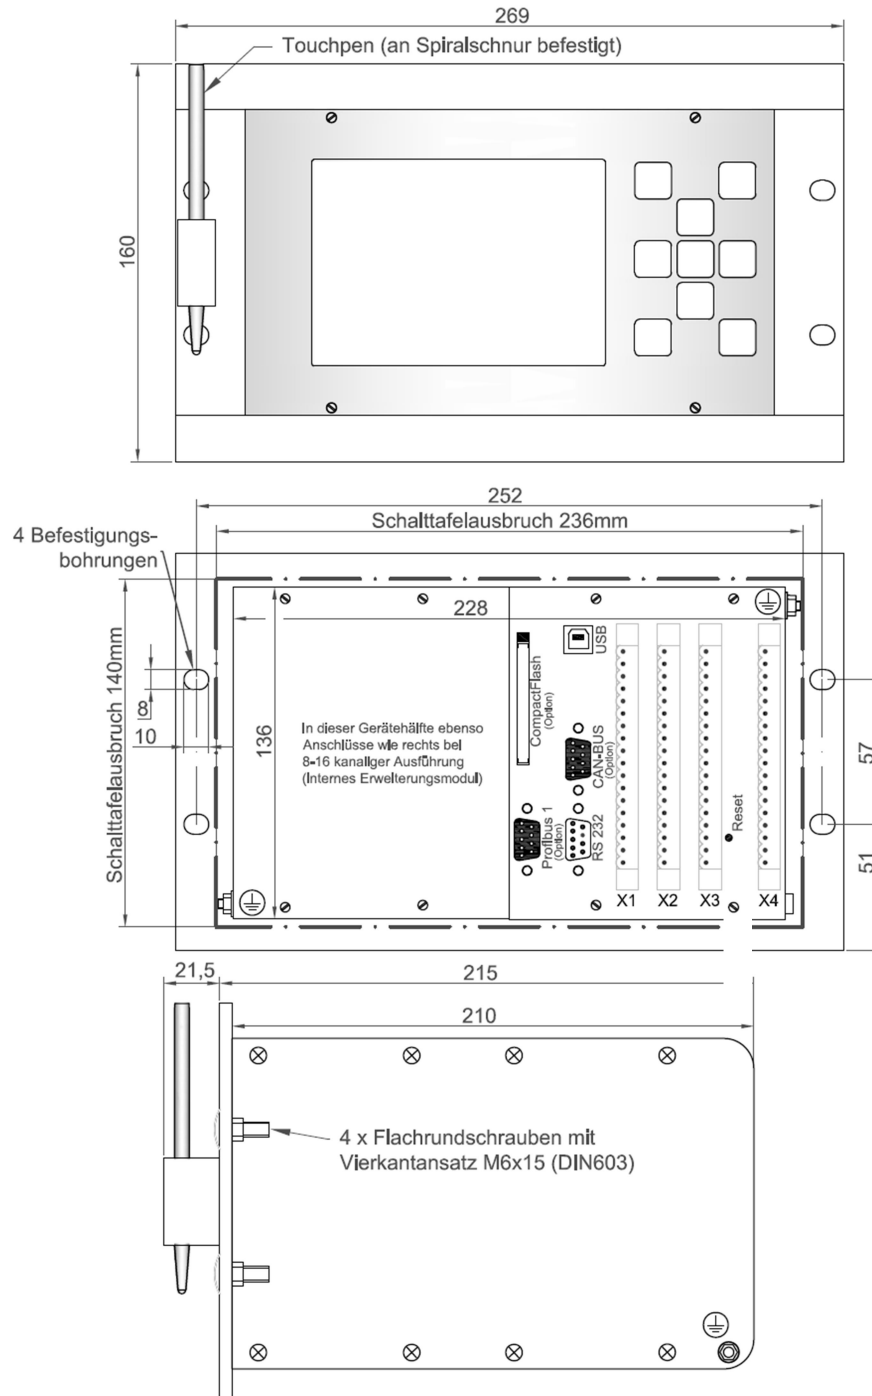 269
Touchpen (an Spiralschnur befestigt)
160
252
Schalttafelausbruch 236mm
4 Befestigungs-
bohrungen
228
Schalttafelausbruch 140mm
8
10
136
In dieser Gerätehälfte ebenso
Anschlüsse wie rechts bei
8-16 kanaliger Ausführung
(Internes Erweiterungsmodul)
CompactFlash
(Option)
USB
CAN-BUS
(Option)
Profibus 1
(Option)
RS 232
Reset
X1
X2
X3
X4
57
51
21,5
215
210
4 x Flachrundschrauben mit
Vierkantansatz M6x15 (DIN603)